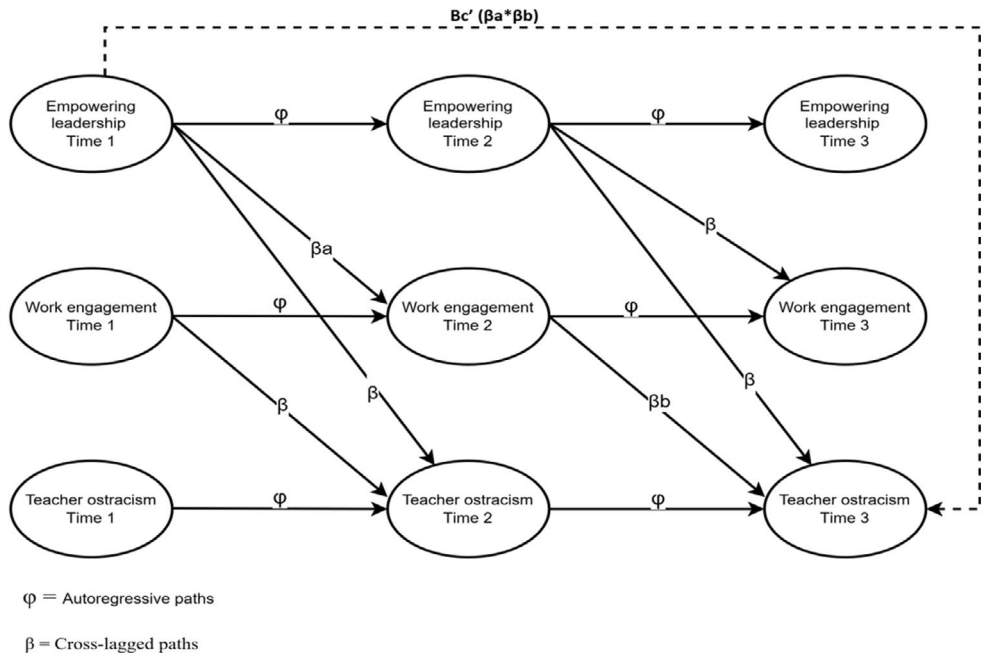 Bc’ (βa*βb)
Empowering
leadership
Time 1
φ
Empowering
leadership
Time 2
φ
Empowering
leadership
Time 3
βa
β
Work engagement
Time 1
φ
Work engagement
Time 2
φ
Work engagement
Time 3
β
β
βb
β
Teacher ostracism
Time 1
φ
Teacher ostracism
Time 2
φ
Teacher ostracism
Time 3
φ = Autoregressive paths
β = Cross-lagged paths